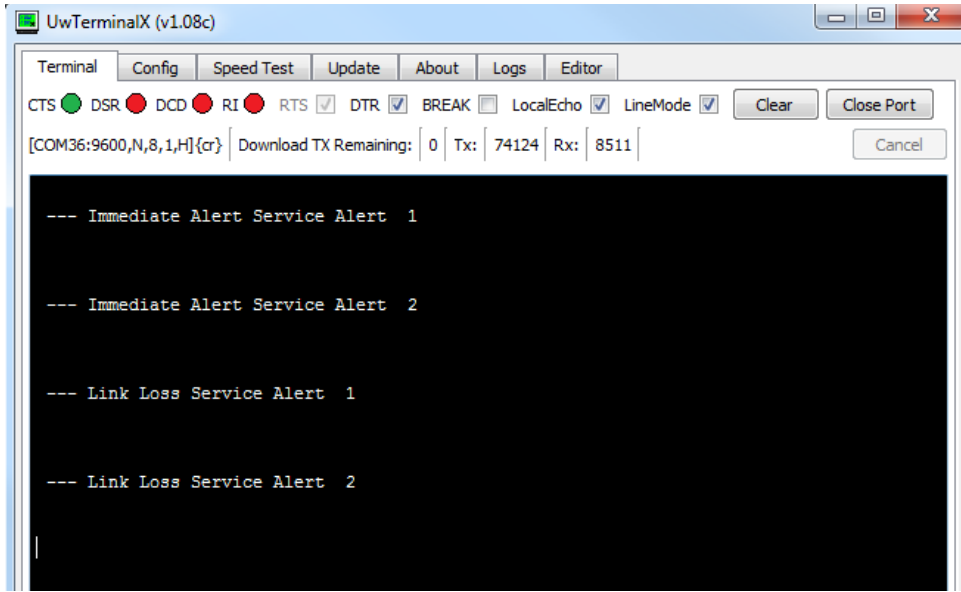 UwTerminalX (v1.08c)
Terminal Config Speed Test Update About Logs Editor
CTS DSR DCD RI RTS DTR BREAK LocalEcho LineMode Clear Close Port
[COM36:9600,N,8,1,H]{cr} Download TX Remaining: 0 Tx: 74124 Rx: 8511 Cancel
--- Immediate Alert Service Alert 1
--- Immediate Alert Service Alert 2
--- Link Loss Service Alert 1
--- Link Loss Service Alert 2